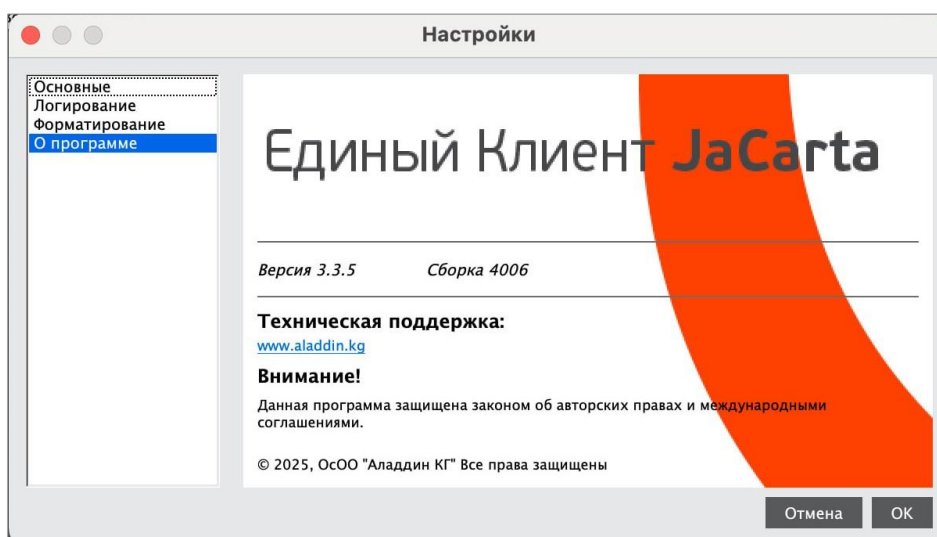 Настройки
Основные
Логирование
Форматирование
О программе
Единый Клиент JaCarta
Версия 3.3.5 Сборка 4006
Техническая поддержка:
www.aladdin.kg
Внимание!
Данная программа защищена законом об авторских правах и международными
соглашениями.
© 2025, ОсОО "Аладдин КГ" Все права защищены
Отмена OK